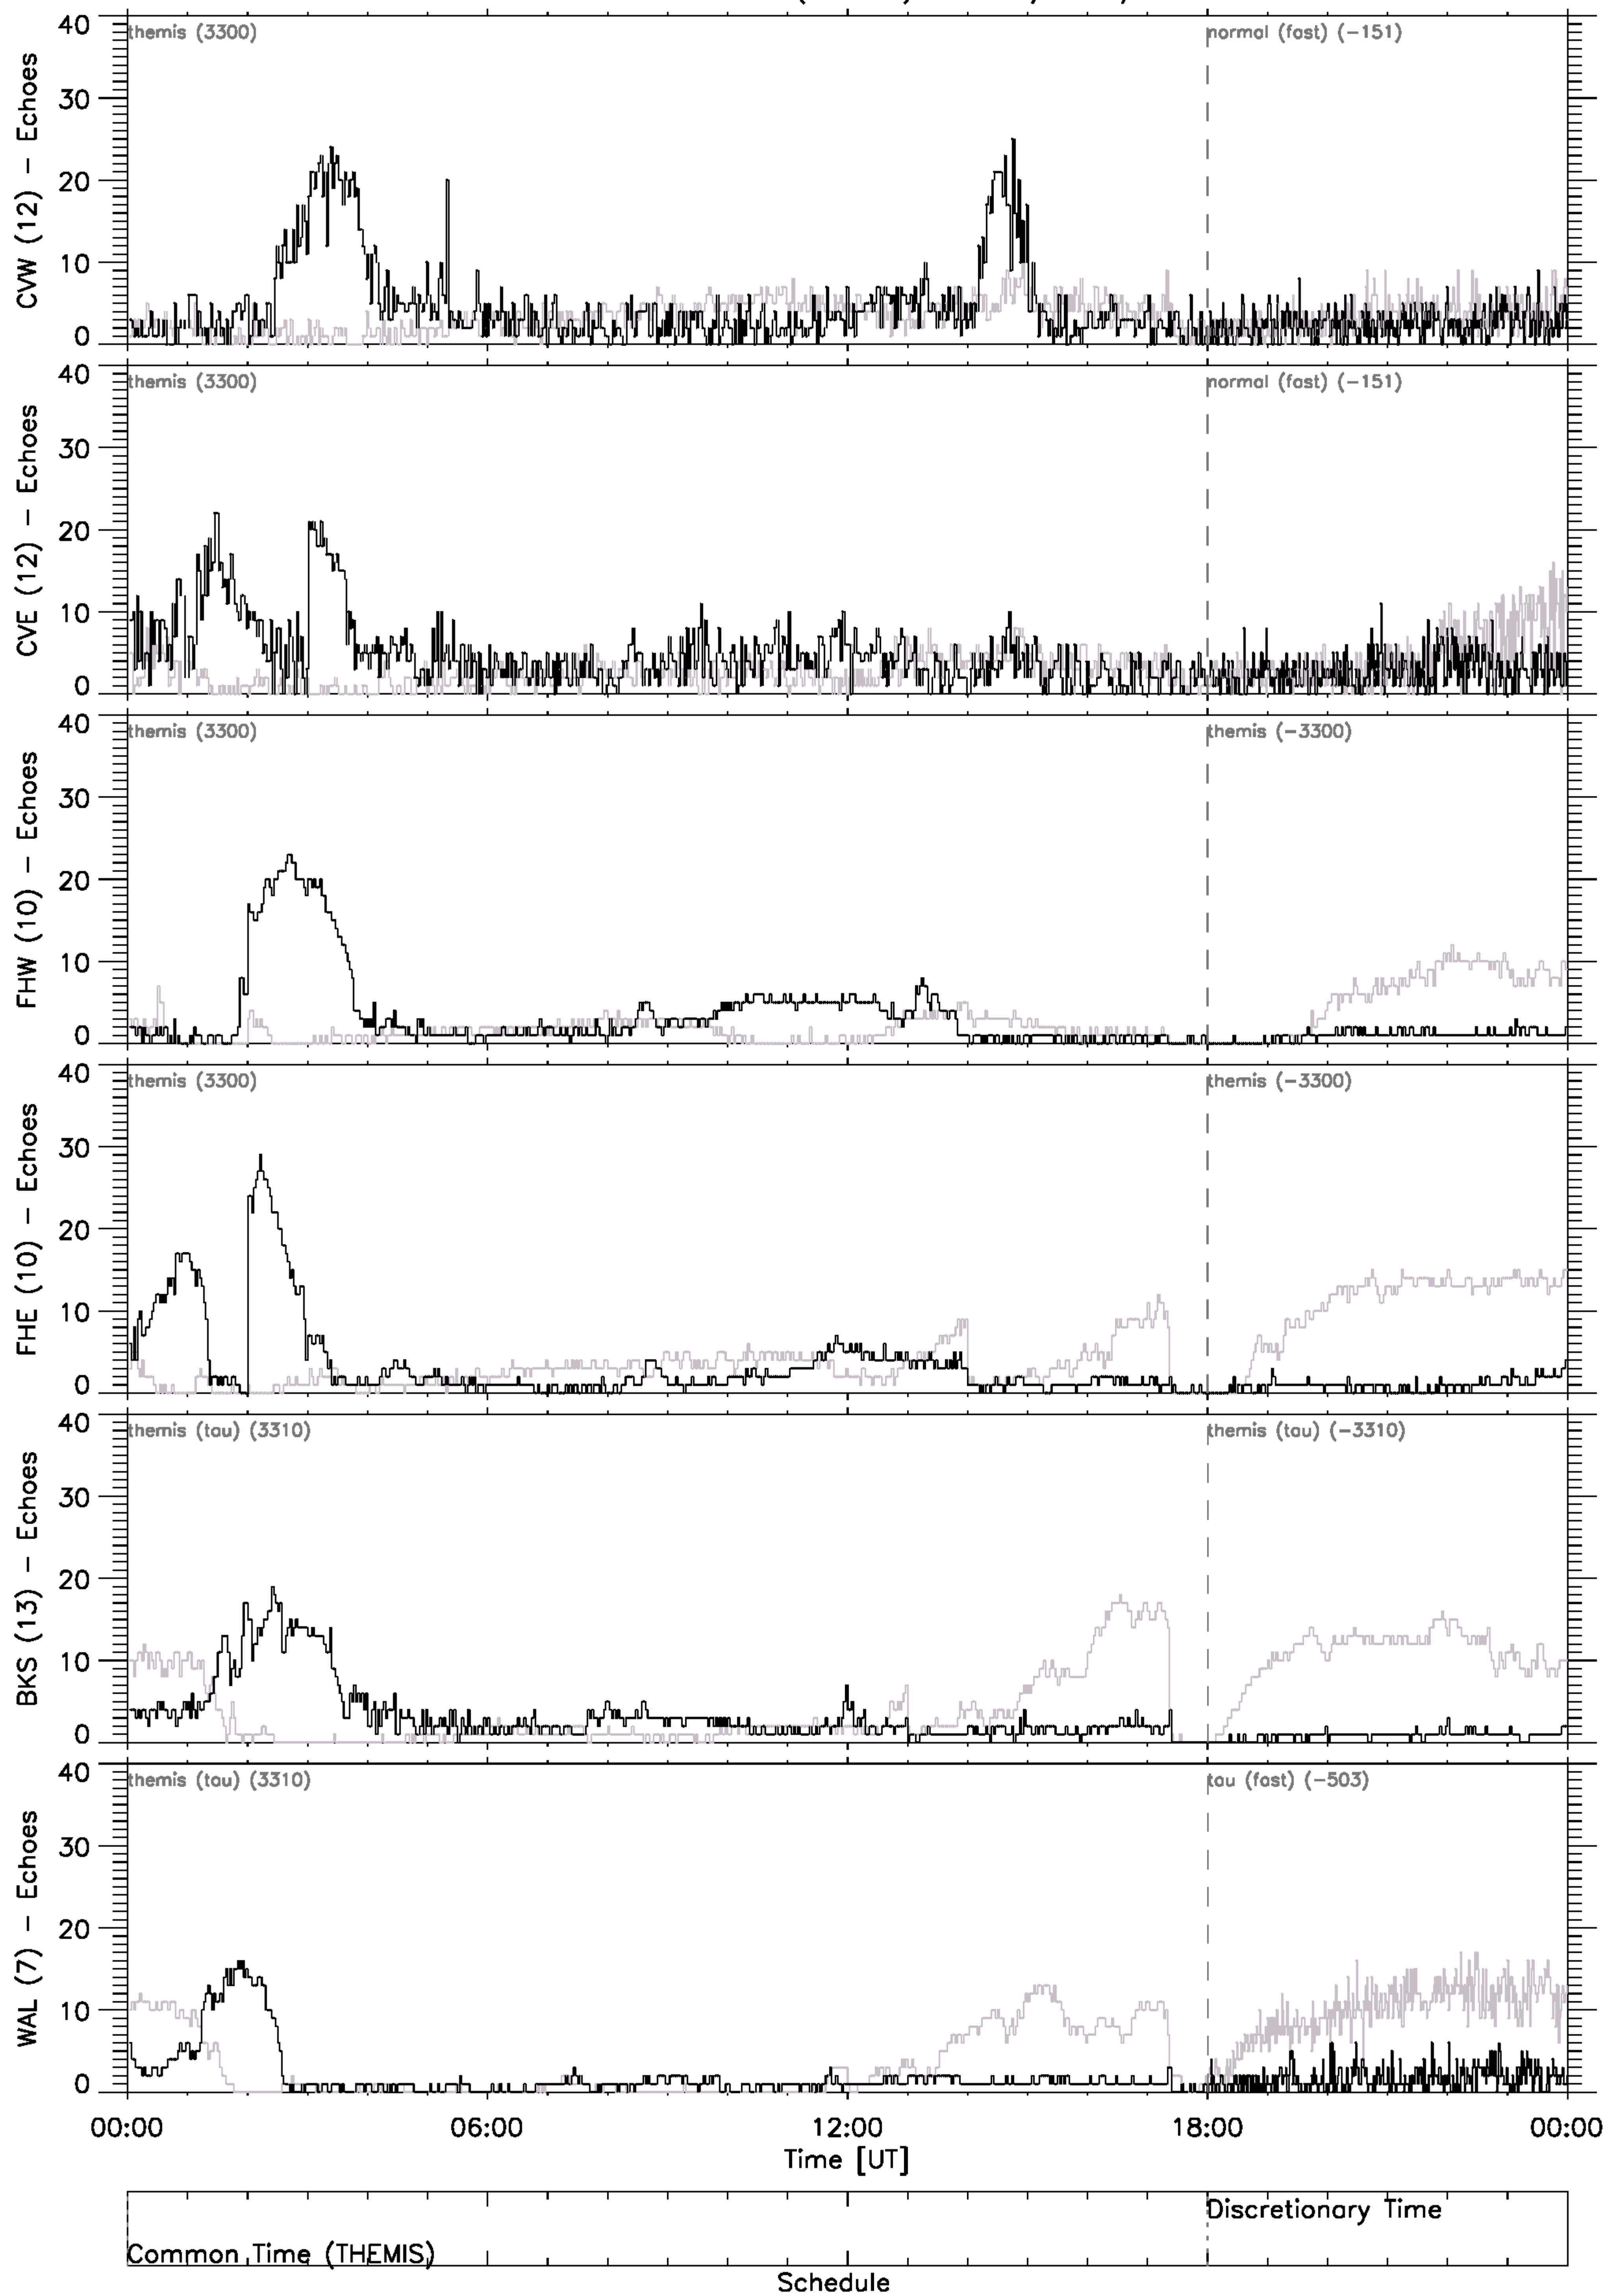 CVW (12) - Echoes
40
30
20
10
0
themis (3300)
normal (fast) (-151)
CVE (12) - Echoes
40
30
20
10
0
themis (3300)
normal (fast) (-151)
FHW (10) - Echoes
40
30
20
10
0
themis (3300)
themis (-3300)
FHE (10) - Echoes
40
30
20
10
0
themis (3300)
themis (-3300)
BKS (13) - Echoes
40
30
20
10
0
themis (tau) (3310)
themis (tau) (-3310)
WAL (7) - Echoes
40
30
20
10
0
themis (tau) (3310)
tau (fast) (-503)
00:00 06:00 12:00 18:00 00:00
Time [UT]
Discretionary Time
Common Time (THEMIS)
Schedule